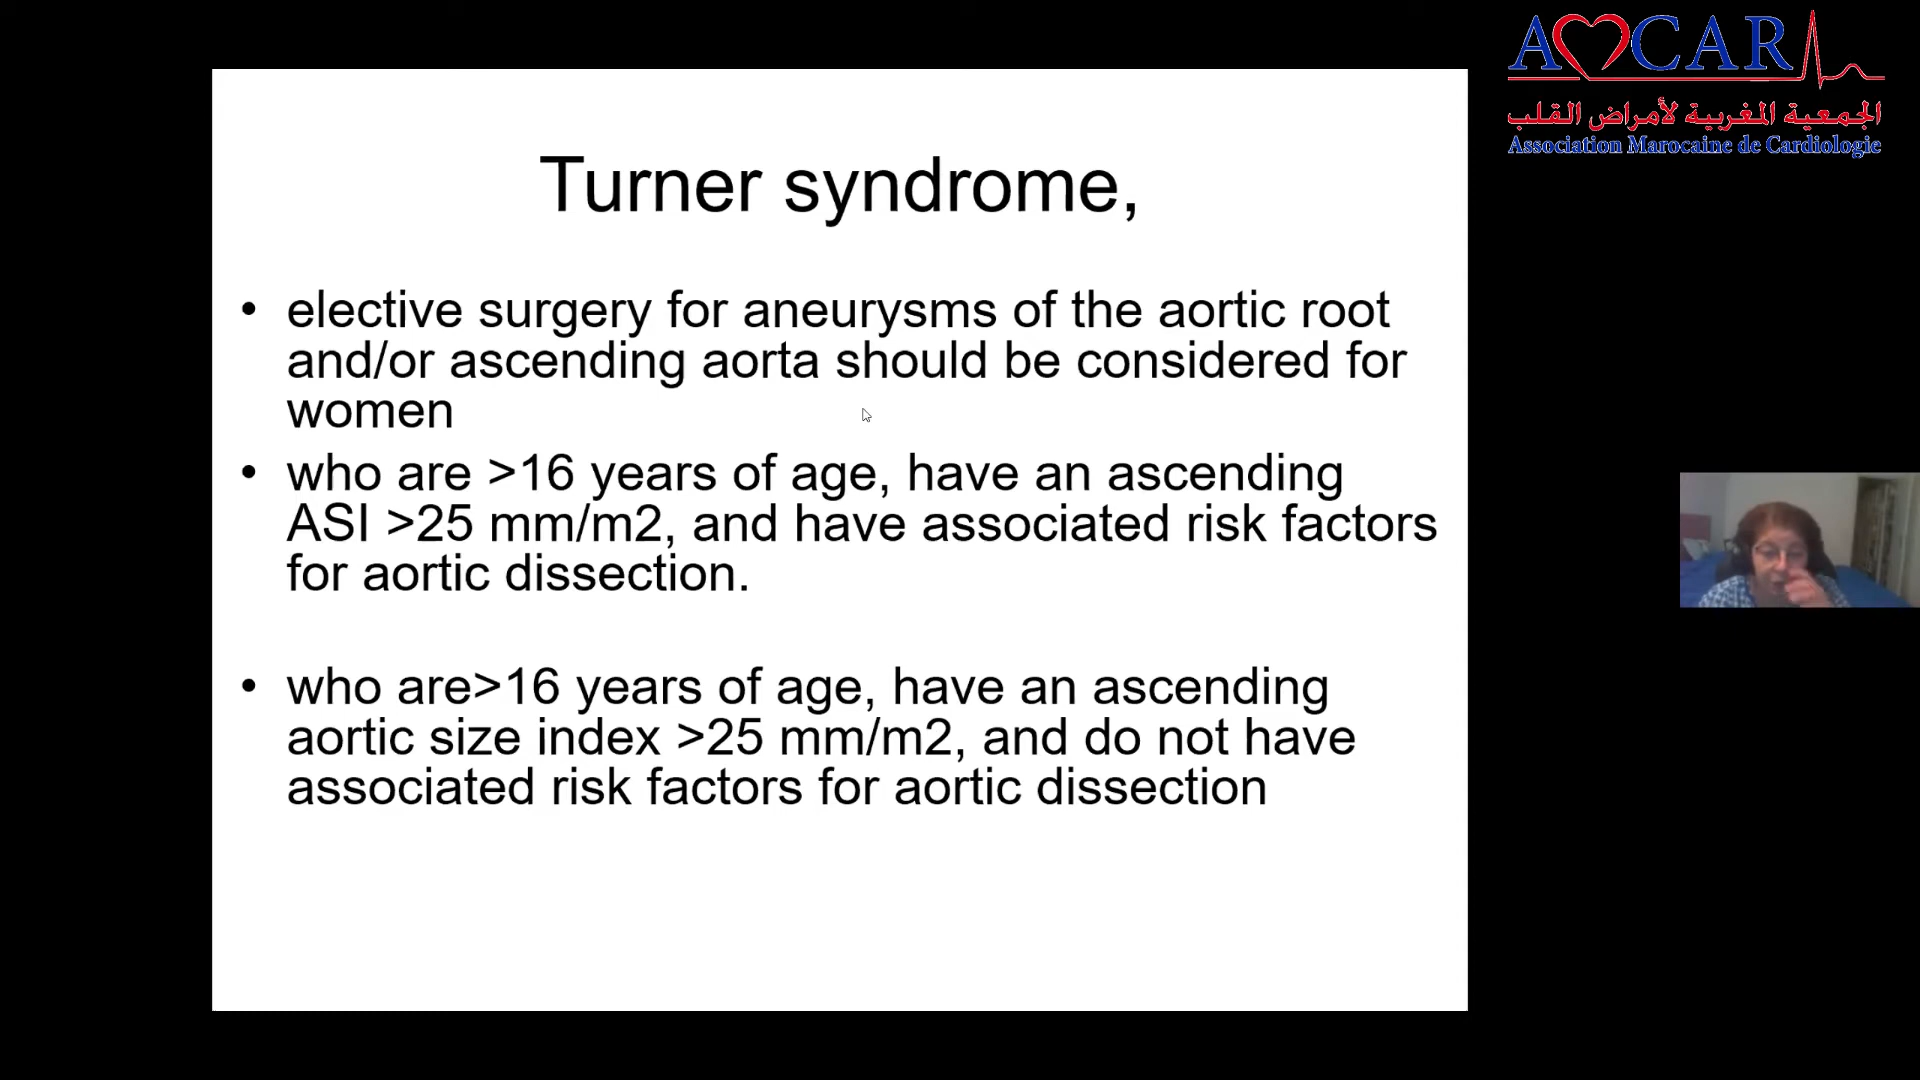 AMCAR
الجمعية المغربية لأمراض القلب
Association Marocaine de Cardiologie
Turner syndrome,
• elective surgery for aneurysms of the aortic root
and/or ascending aorta should be considered for
women
• who are >16 years of age, have an ascending
ASI >25 mm/m2, and have associated risk factors
for aortic dissection.
• who are>16 years of age, have an ascending
aortic size index >25 mm/m2, and do not have
associated risk factors for aortic dissection